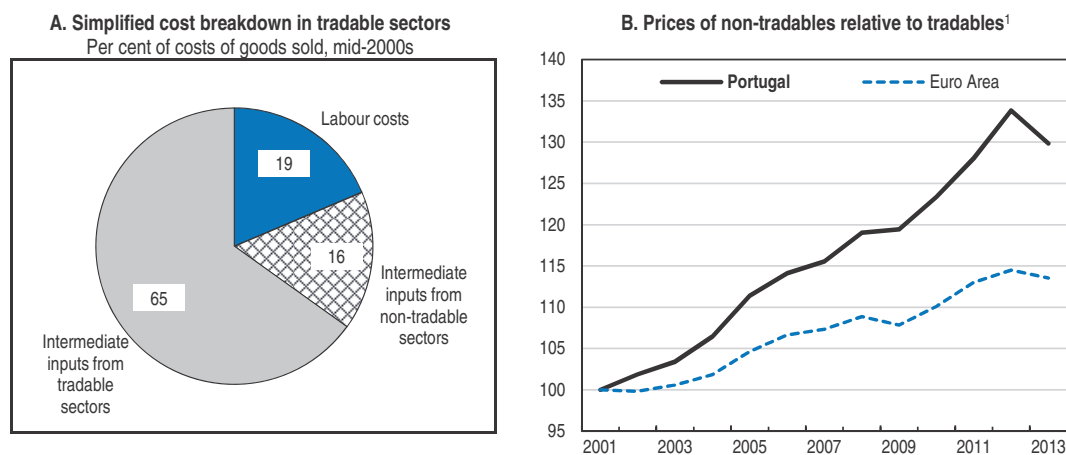 A. Simplified cost breakdown in tradable sectors
Per cent of costs of goods sold, mid-2000s
Labour costs
19
16
Intermediate
inputs from
non-tradable
sectors
65
Intermediate
inputs from
tradable
sectors
B. Prices of non-tradables relative to tradables¹
Portugal
Euro Area
140
135
130
125
120
115
110
105
100
95
2001
2003
2005
2007
2009
2011
2013